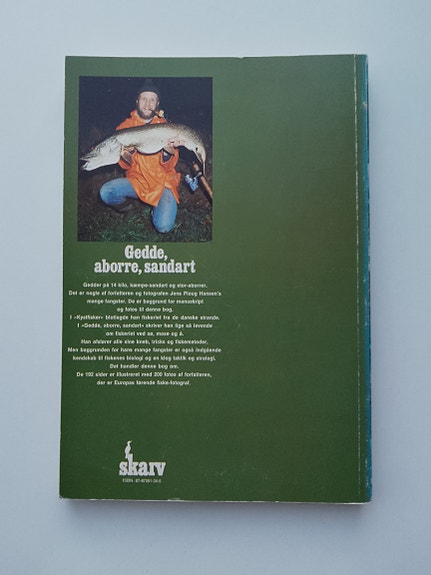 Gedde,
aborre, sandart
Gedder på 14 kilo, kæmpe-sandart og stor-aborrer.
Det er nogle af forfatteren og fotografen Jens Ploug Hansen's
mange fangster. De er baggrund for manuskript
og fotos til denne bog.
I »Kystfisker« blotlagde han fiskeriet fra de danske strande.
I »Gedde, aborre, sandart« skriver han lige så levende
om fiskeriet ved sø, mose og å.
Han afslører alle sine kneb, tricks og fiskemetoder.
Men baggrunden for hans mange fangster er også indgående
kendskab til fiskenes biologi og en klog taktik og strategi.
Det handler denne bog om.
De 192 sider er illustreret med 200 fotos af forfatteren,
der er Europas førende fiske-fotograf.
skarv
ISBN